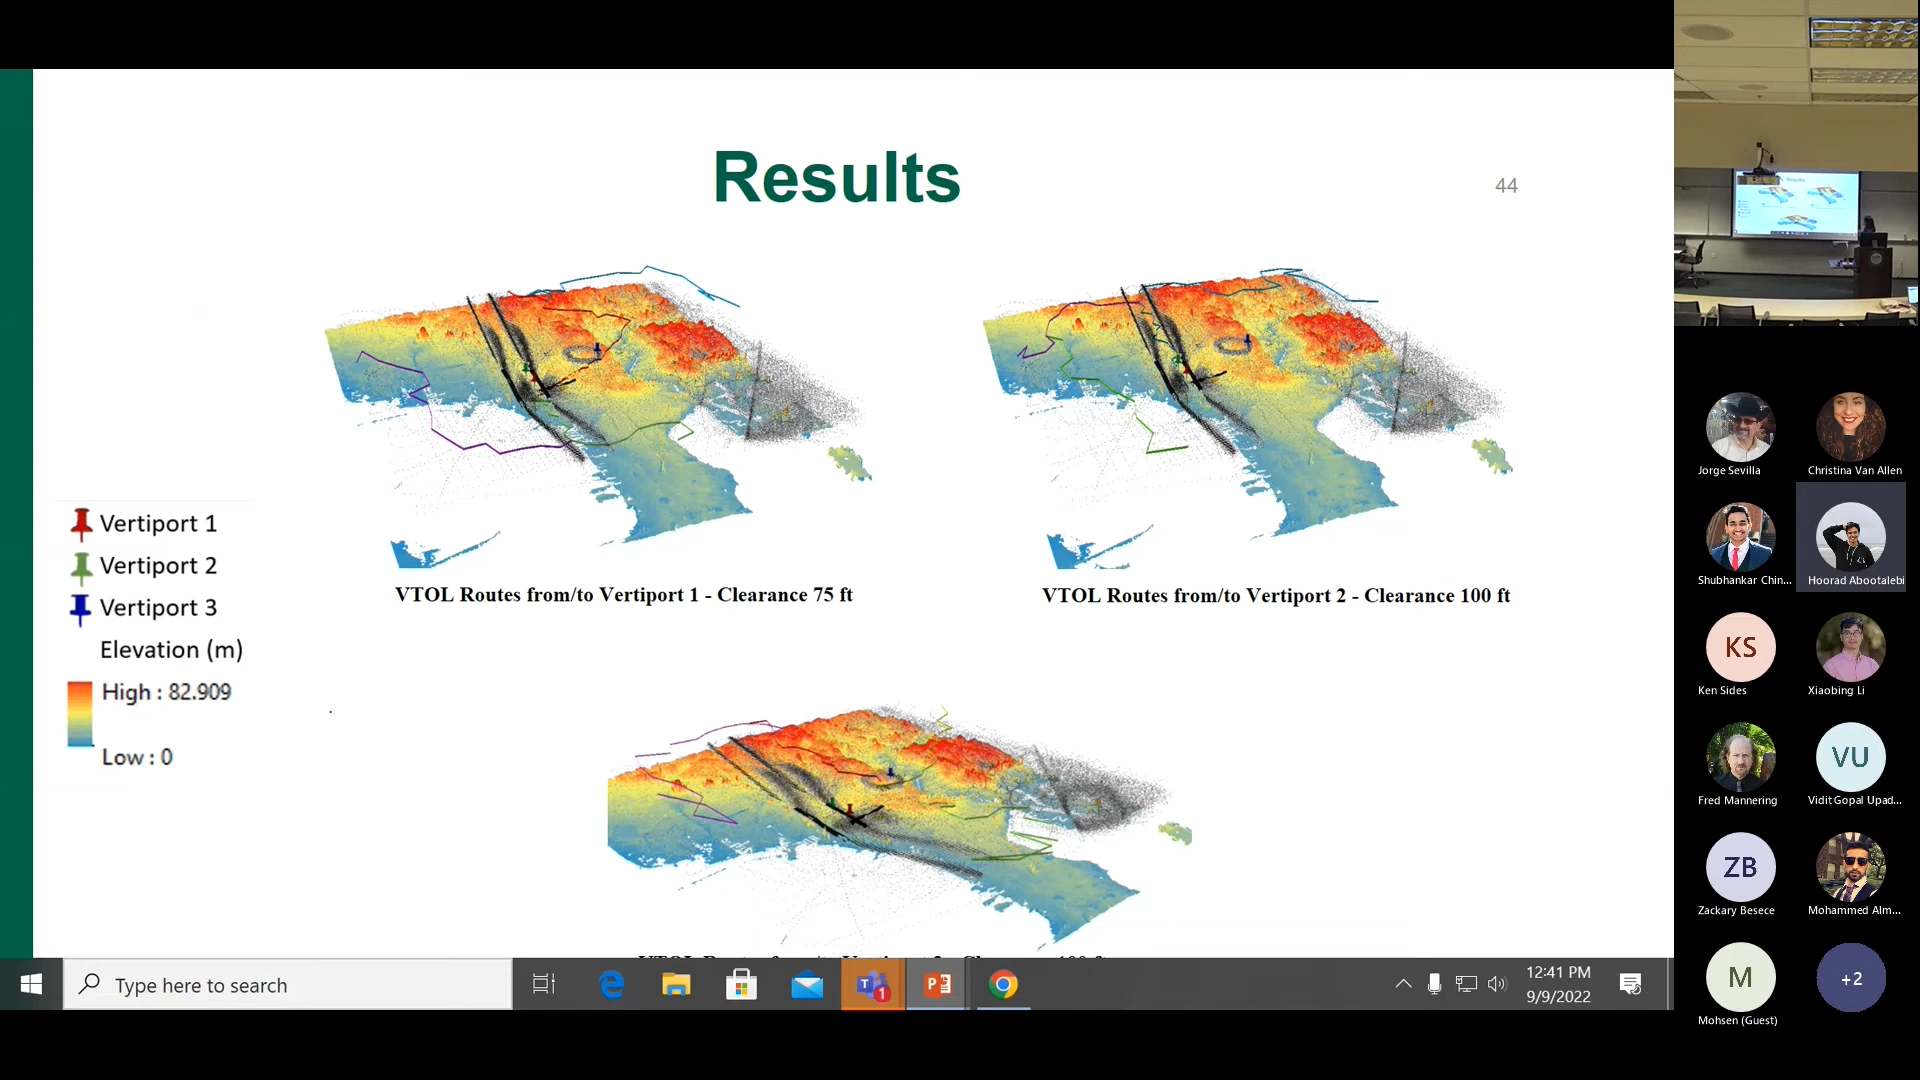 Results
44
VTOL Routes from/to Vertiport 1 - Clearance 75 ft
VTOL Routes from/to Vertiport 2 - Clearance 100 ft
Vertiport 1
Vertiport 2
Vertiport 3
Elevation (m)
High : 82.909
Low : 0
Type here to search
1
12:41 PM
9/9/2022
Jorge Sevilla
Christina Van Allen
Shubhankar Chin...
Hoorad Abootalebi
KS
Ken Sides
Xiaobing Li
Fred Mannering
VU
Vidit Gopal Upad...
ZB
Zackary Besece
Mohammed Alm...
M
Mohsen (Guest)
+2